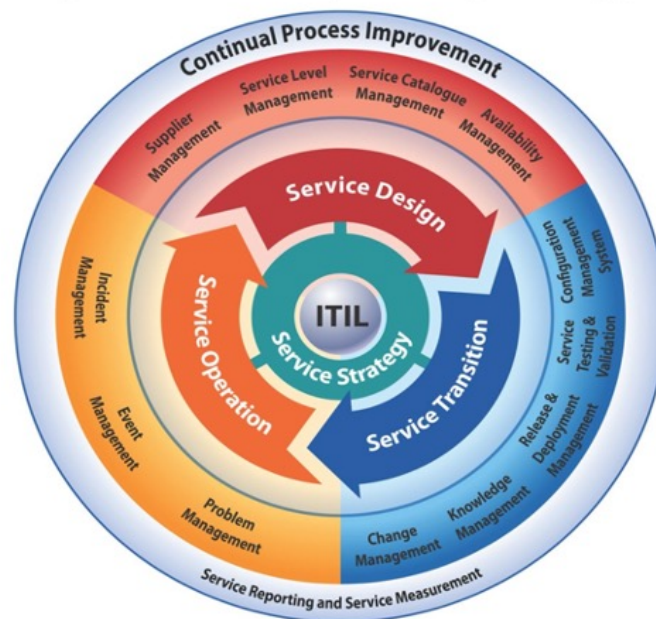 Continual Process Improvement
Supplier
Management
Service Level
Management
Service Catalogue
Management
Availability
Management
Configuration
Management
System
Service
Testing &
Validation
Release &
Deployment
Management
Knowledge
Management
Change
Management
Problem
Management
Event
Management
Incident
Management
Service Design
Service Transition
Service Operation
ITIL
Service Strategy
Service Reporting and Service Measurement